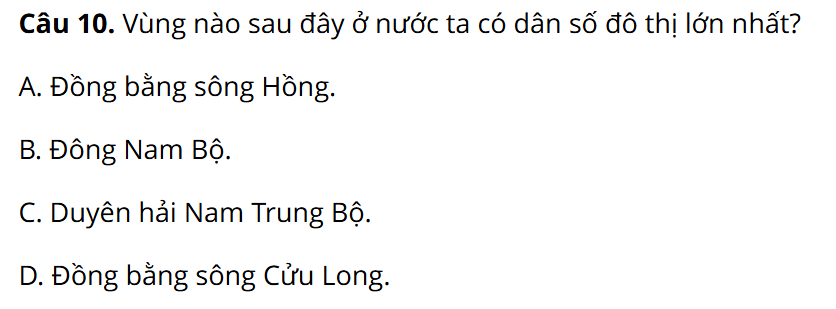 Câu 10. Vùng nào sau đây ở nước ta có dân số đô thị lớn nhất?
A. Đồng bằng sông Hồng.
B. Đông Nam Bộ.
C. Duyên hải Nam Trung Bộ.
D. Đồng bằng sông Cửu Long.